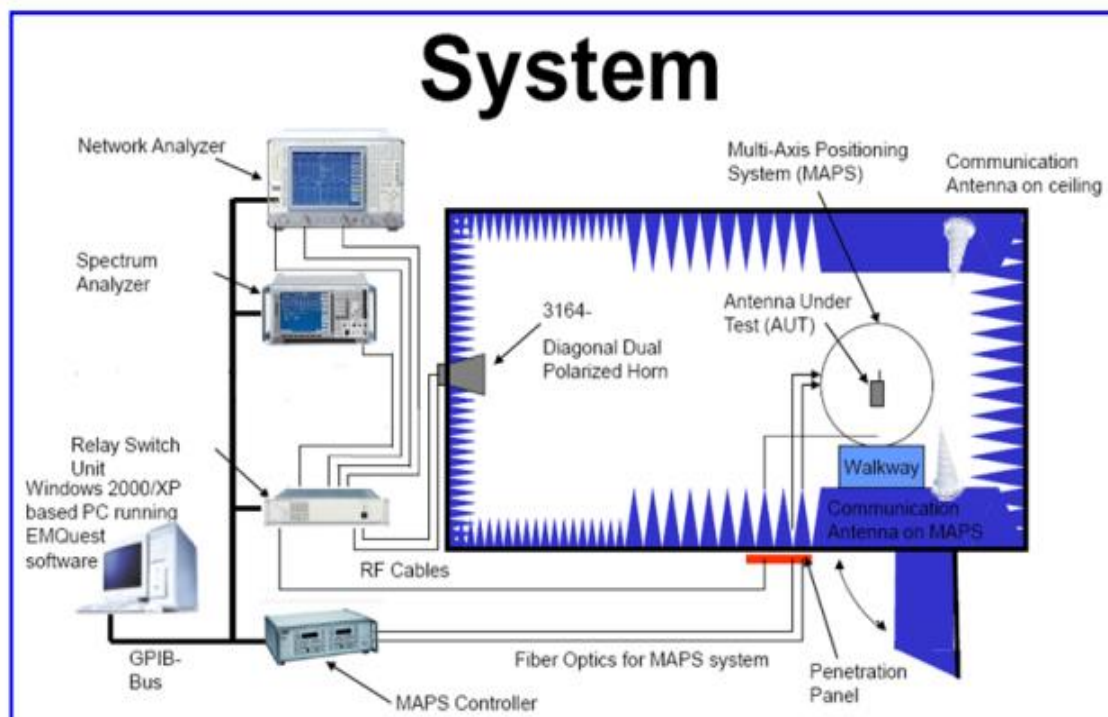 System
Network Analyzer
Multi-Axis Positioning
System (MAPS)
Communication
Antenna on ceiling
Spectrum
Analyzer
3164-
Diagonal Dual
Polarized Horn
Antenna Under
Test (AUT)
Relay Switch
Unit
Windows 2000/XP
based PC running
EMQuest
software
Walkway
Communication
Antenna on MAPS
RF Cables
GPIB-
Bus
Fiber Optics for MAPS system
Penetration
Panel
MAPS Controller